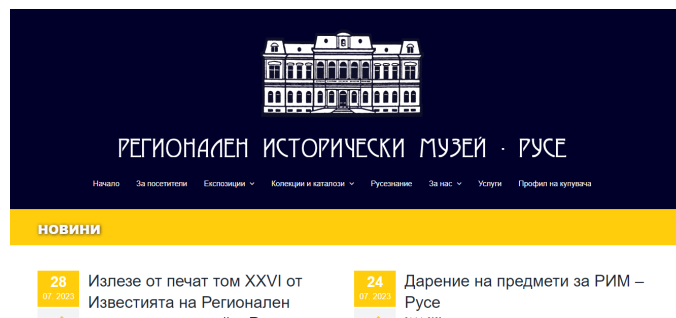 РЕГИОНАЛЕН ИСТОРИЧЕСКИ МУЗЕЙ · РУСЕ
Начало За посетители Експозиции Колекции и каталози Русезнание За нас Услуги Профил на купувача
НОВИНИ
28
07. 2023
Излезе от печат том XXVI от
Известията на Регионален
24
07. 2023
Дарение на предмети за РИМ –
Русе